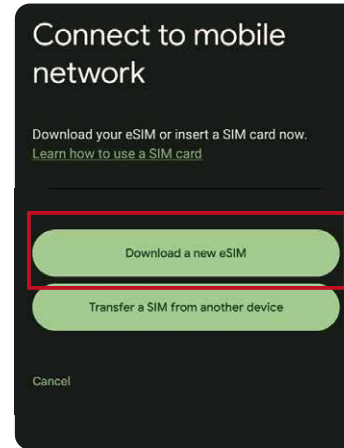 Connect to mobile
network
Download your eSIM or insert a SIM card now.
Learn how to use a SIM card
Download a new eSIM
Transfer a SIM from another device
Cancel